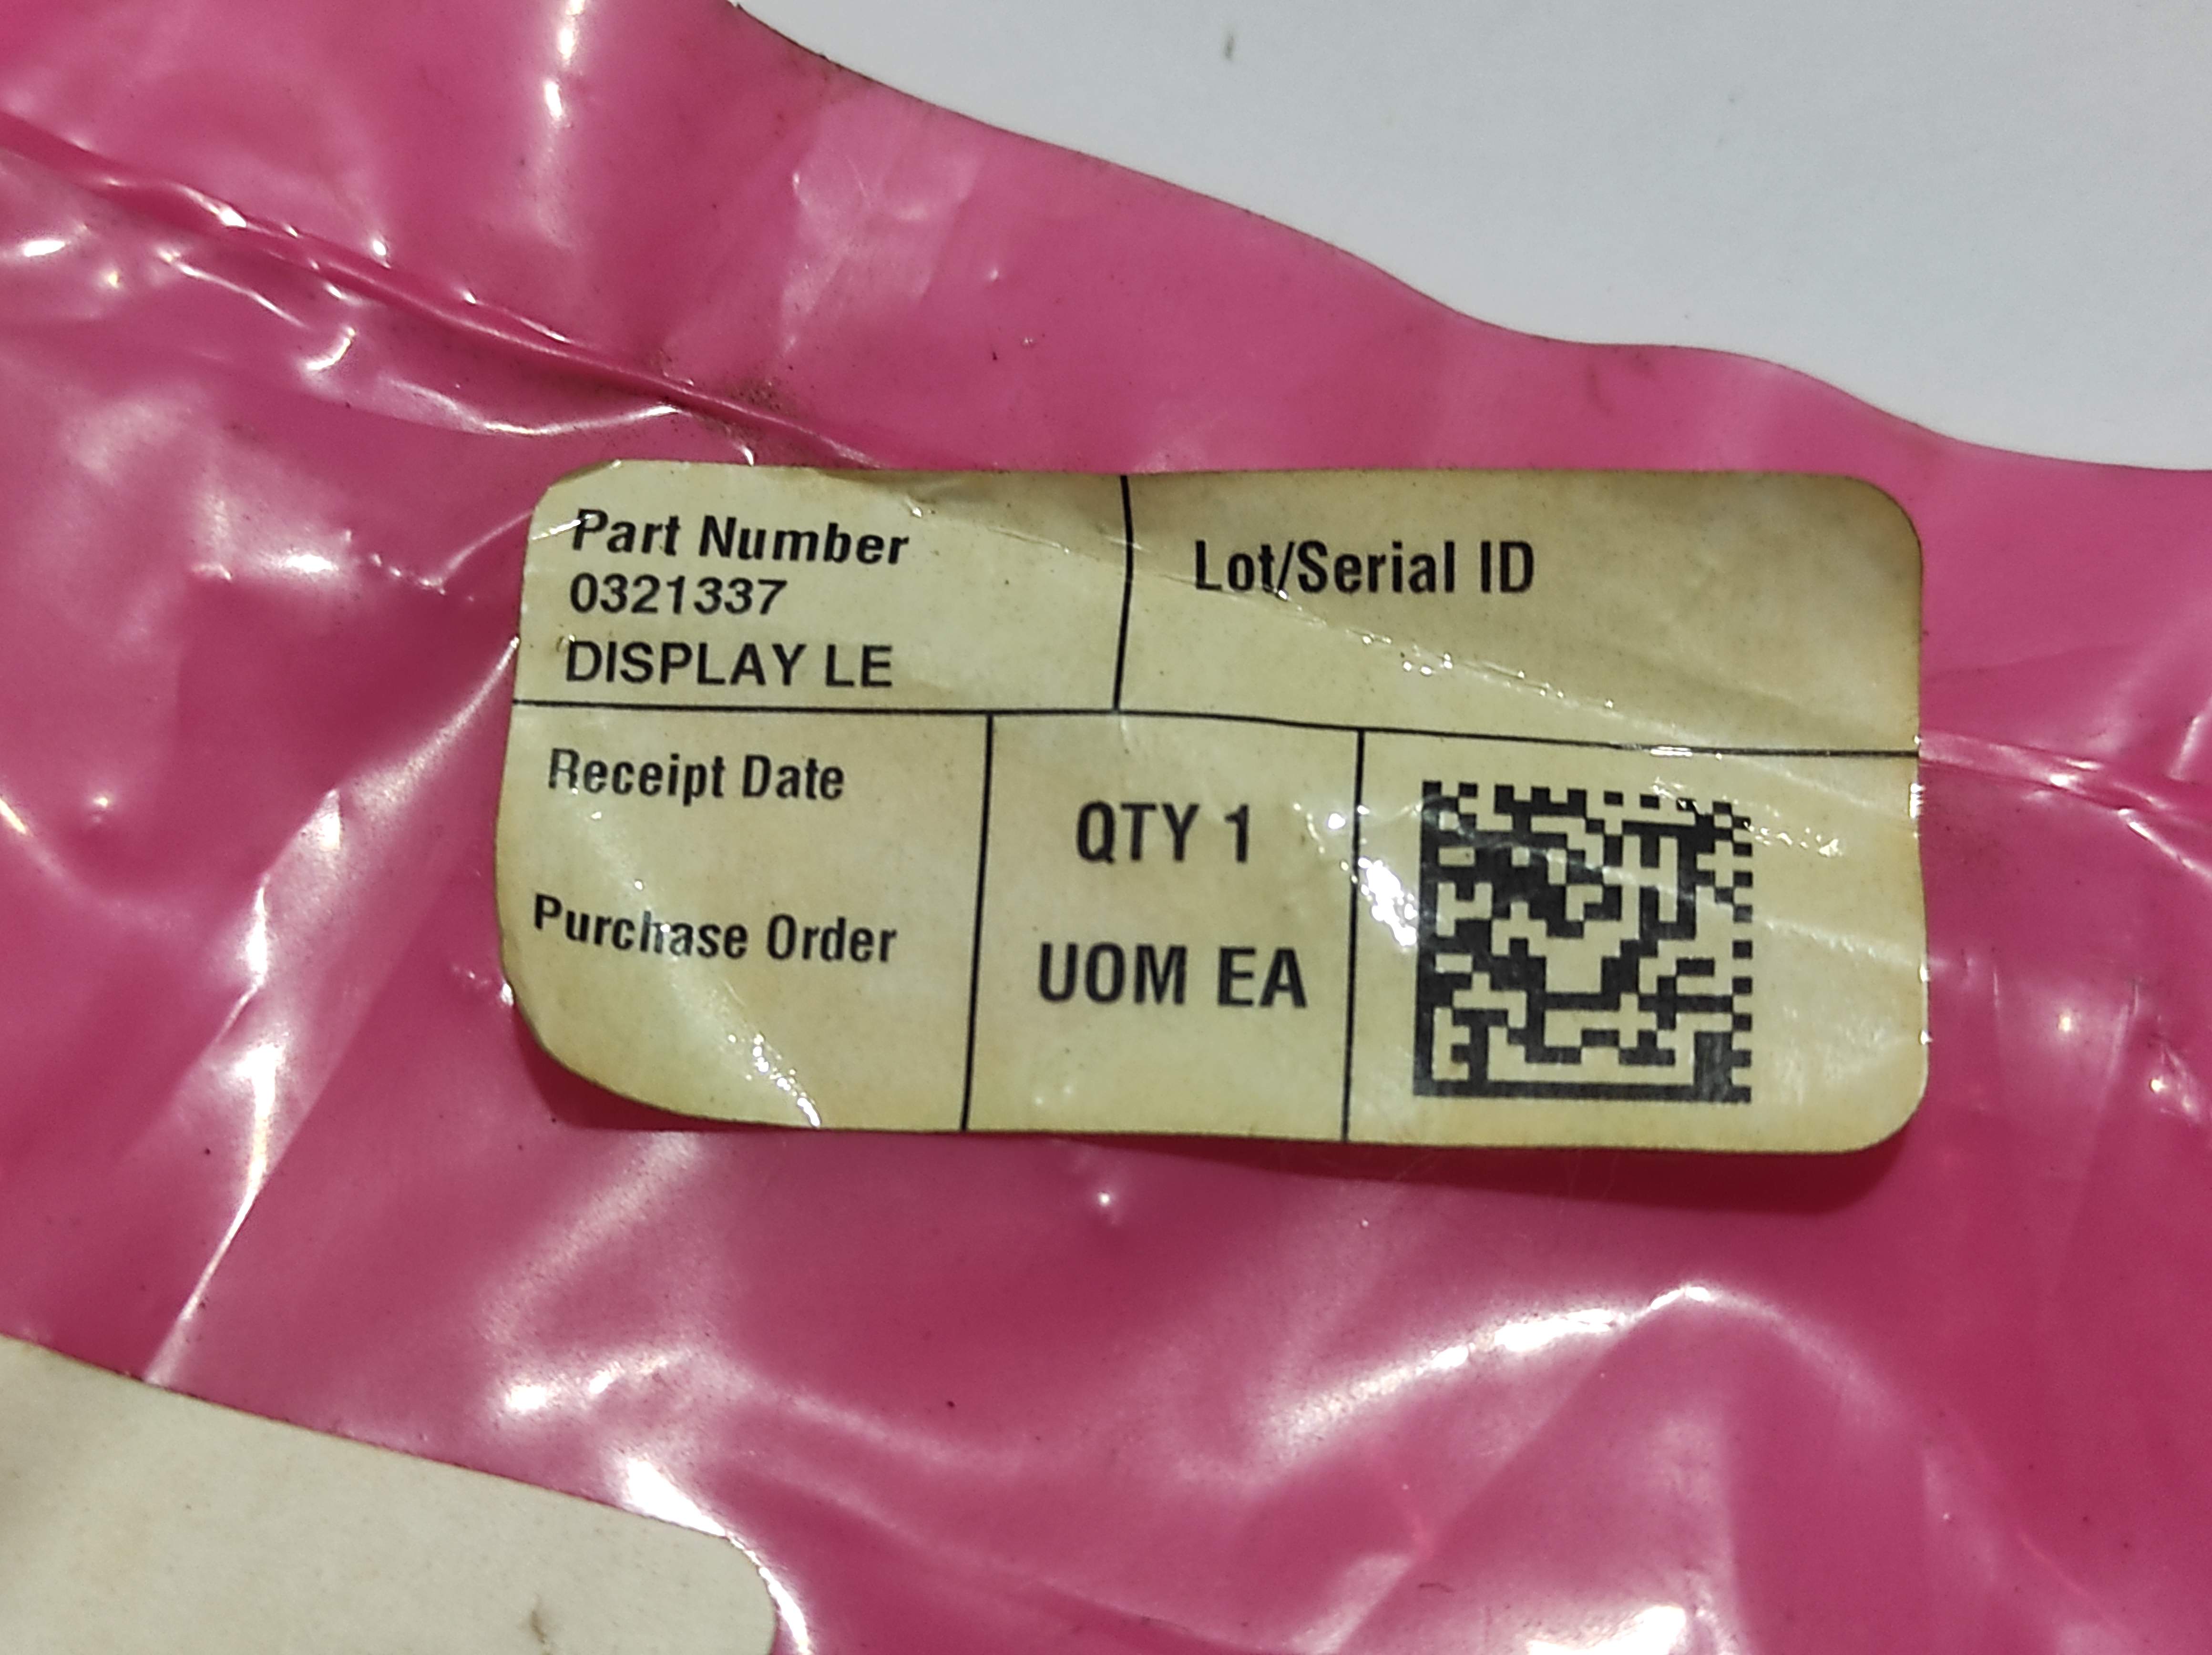 Part Number
0321337
DISPLAY LE
Lot/Serial ID
Receipt Date
Purchase Order
QTY 1
UOM EA